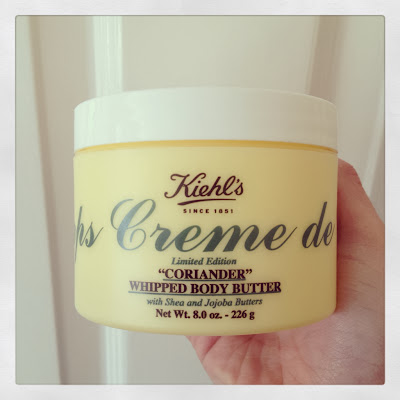 Kiehl's
SINCE 1851
ps Creme de
Limited Edition
"CORIANDER"
WHIPPED BODY BUTTER
with Shea and Jojoba Butters
Net Wt. 8.0 oz. - 226 g